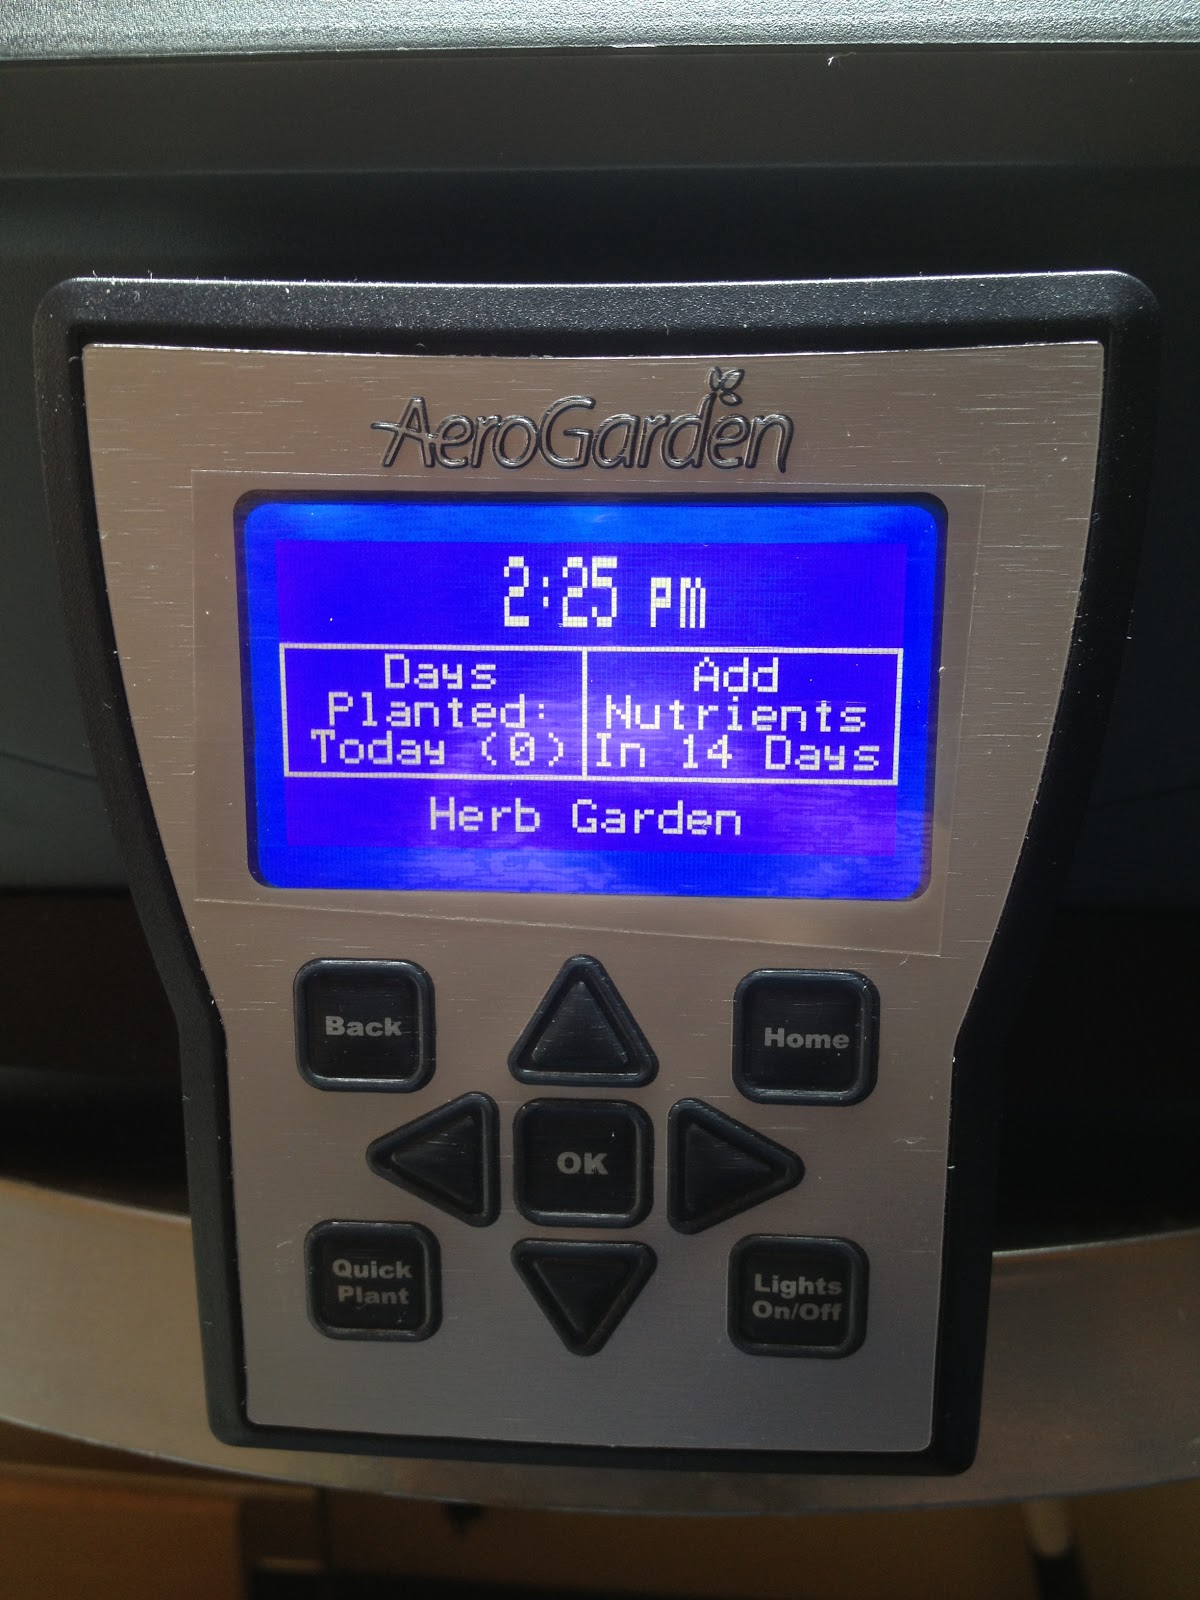 AeroGarden
2:25 pm
Days
Planted:
Today (0)
Add
Nutrients
In 14 Days
Herb Garden
Back
Home
OK
Quick
Plant
Lights
On/Off